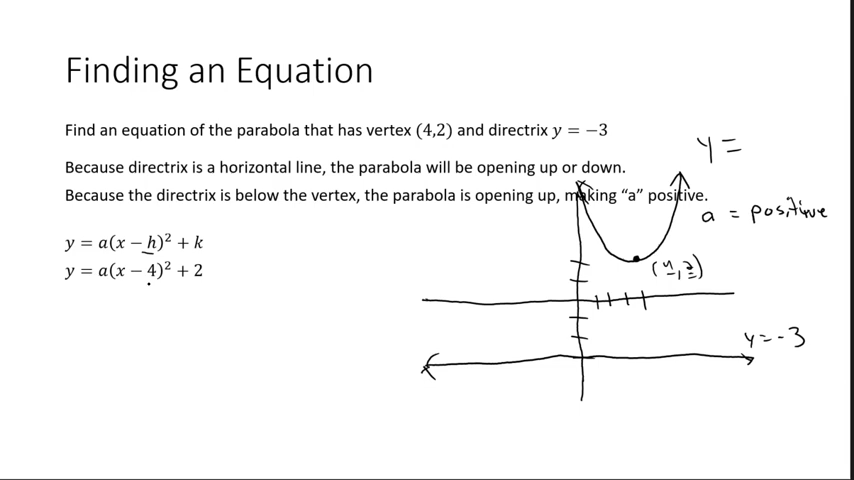 Finding an Equation
Find an equation of the parabola that has vertex (4,2) and directrix y = −3
Because directrix is a horizontal line, the parabola will be opening up or down.
Because the directrix is below the vertex, the parabola is opening up, making “a” positive.
y = a(x − h)² + k
y = a(x − 4)² + 2
y =
a = positive
(4,2)
y = -3